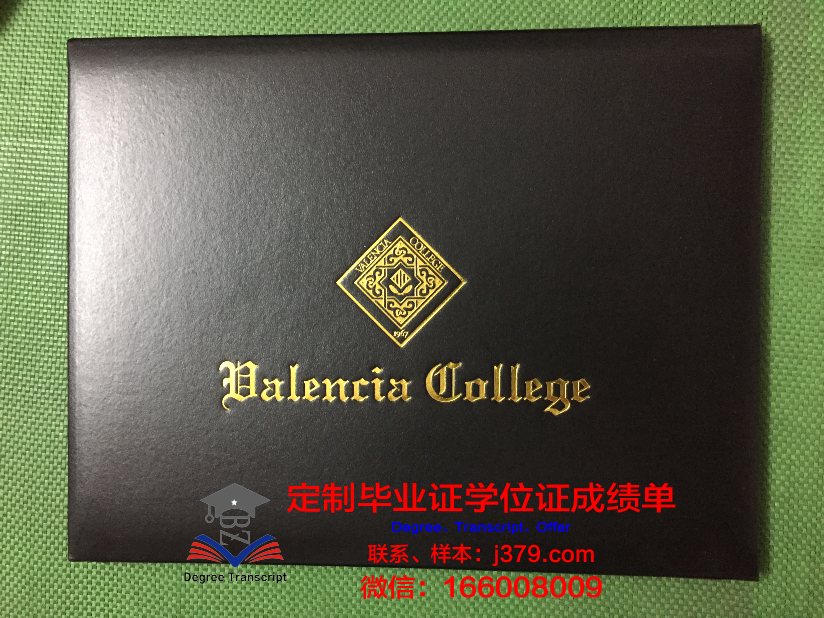 VALENCIA COLLEGE
1967
Valencia College
定制毕业证学位证成绩单
Degree、Transcript、Offer
联系、样本：j379.com
微信：166008009
BZ
Degree Transcript